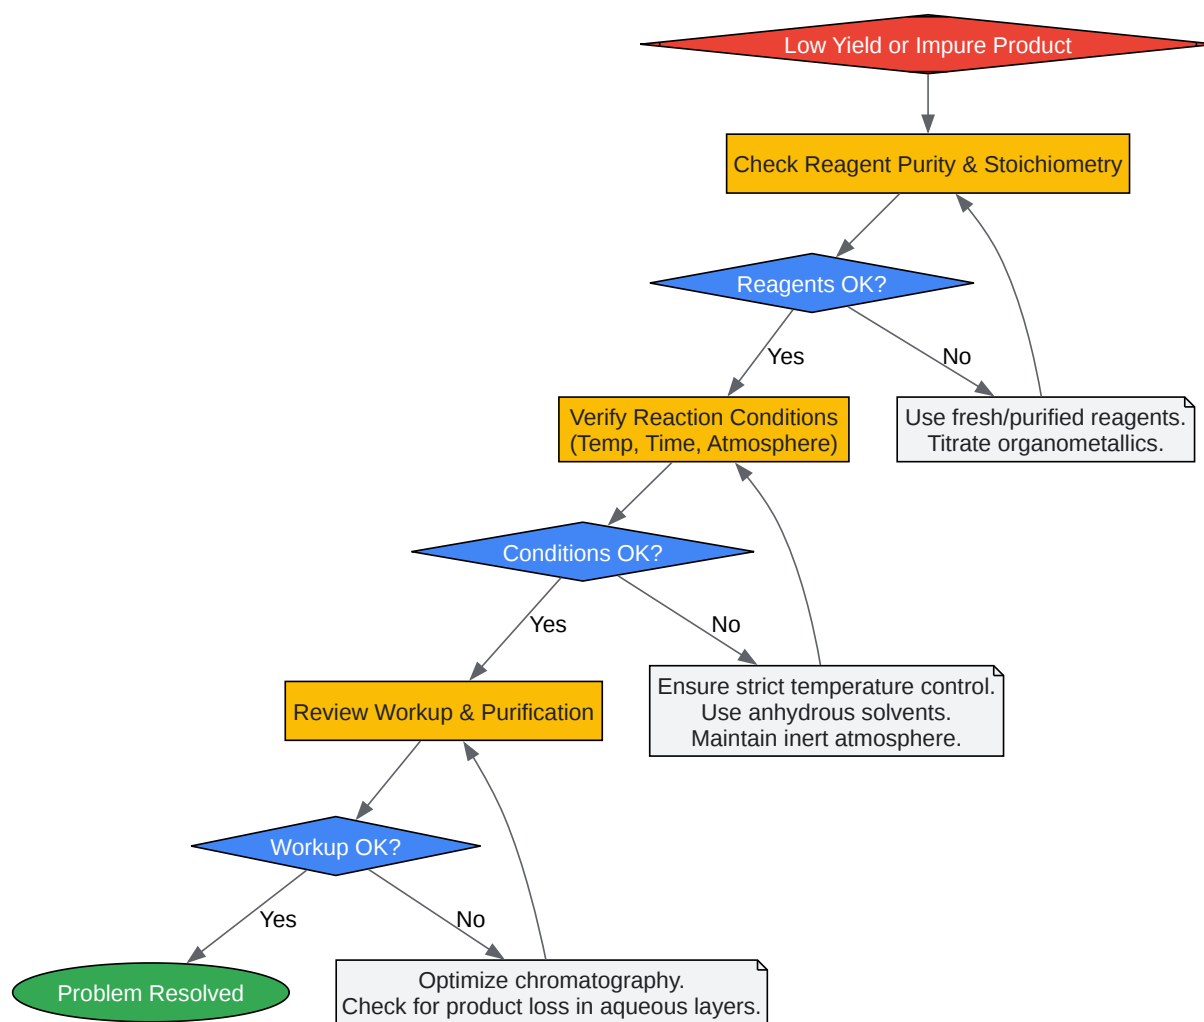 Low Yield or Impure Product
Check Reagent Purity & Stoichiometry
Reagents OK?
Yes
No
Verify Reaction Conditions
(Temp, Time, Atmosphere)
Use fresh/purified reagents.
Titrate organometallics.
Conditions OK?
Yes
No
Review Workup & Purification
Ensure strict temperature control.
Use anhydrous solvents.
Maintain inert atmosphere.
Workup OK?
Yes
No
Problem Resolved
Optimize chromatography.
Check for product loss in aqueous layers.